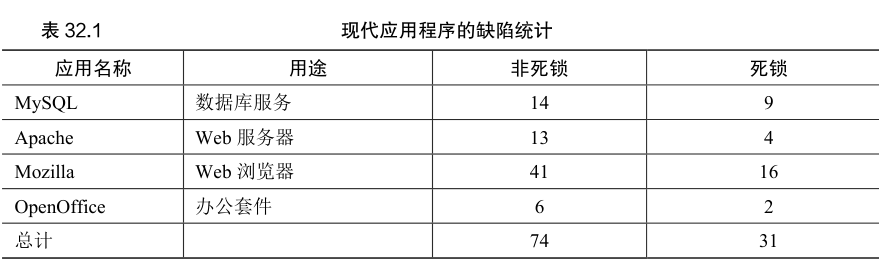 表 32.1 现代应用程序的缺陷统计
应用名称 用途 非死锁 死锁
MySQL 数据库服务 14 9
Apache Web 服务器 13 4
Mozilla Web 浏览器 41 16
OpenOffice 办公套件 6 2
总计 74 31